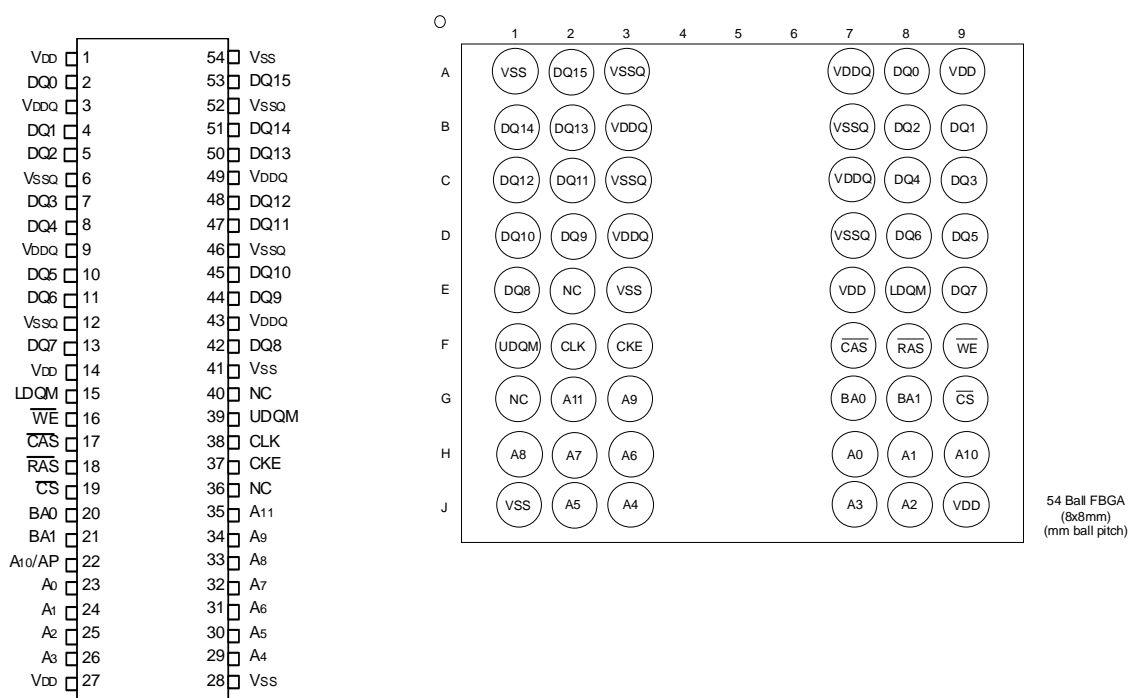 VDD 1 54 VSS
DQ0 2 53 DQ15
VDDQ 3 52 VSSQ
DQ1 4 51 DQ14
DQ2 5 50 DQ13
VSSQ 6 49 VDDQ
DQ3 7 48 DQ12
DQ4 8 47 DQ11
VDDQ 9 46 VSSQ
DQ5 10 45 DQ10
DQ6 11 44 DQ9
VSSQ 12 43 VDDQ
DQ7 13 42 DQ8
VDD 14 41 VSS
LDQM 15 40 NC
WE 16 39 UDQM
CAS 17 38 CLK
RAS 18 37 CKE
CS 19 36 NC
BA0 20 35 A11
BA1 21 34 A9
A10/AP 22 33 A8
A0 23 32 A7
A1 24 31 A6
A2 25 30 A5
A3 26 29 A4
VDD 27 28 VSS
1 2 3 4 5 6 7 8 9
A VSS DQ15 VSSQ VDDQ DQ0 VDD
B DQ14 DQ13 VDDQ VSSQ DQ2 DQ1
C DQ12 DQ11 VSSQ VDDQ DQ4 DQ3
D DQ10 DQ9 VDDQ VSSQ DQ6 DQ5
E DQ8 NC VSS VDD LDQM DQ7
F UDQM CLK CKE CAS RAS WE
G NC A11 A9 BA0 BA1 CS
H A8 A7 A6 A0 A1 A10
J VSS A5 A4 A3 A2 VDD
54 Ball FBGA
(8x8mm)
(mm ball pitch)